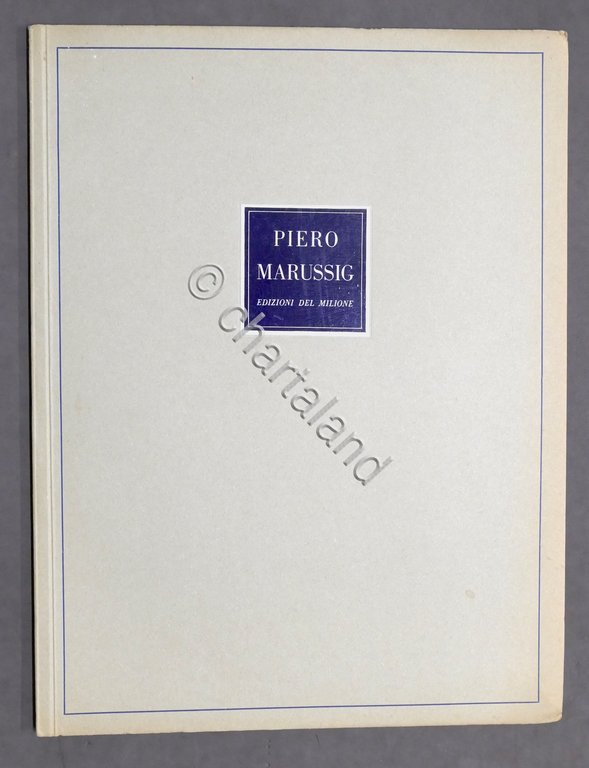 PIERO
MARUSSIG
EDIZIONI DEL MILIONE
© chartaland